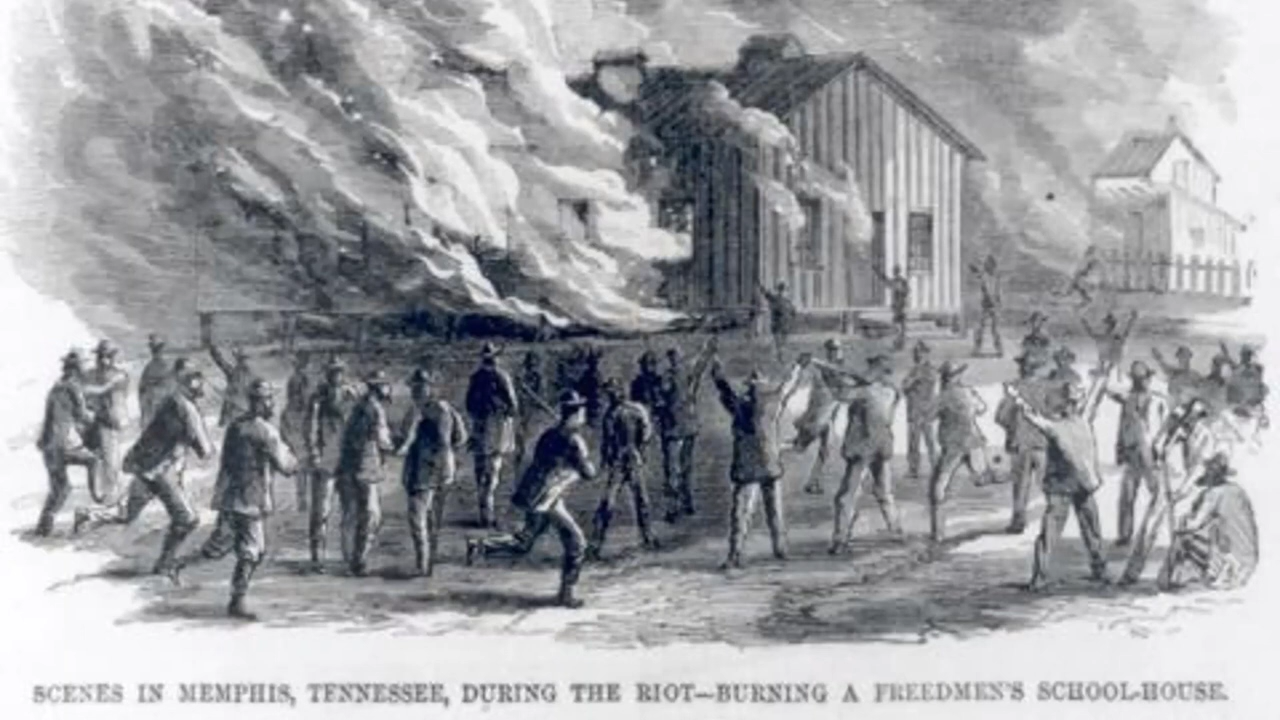 SCENES IN MEMPHIS, TENNESSEE, DURING THE RIOT—BURNING A FREEDMEN'S SCHOOL-HOUSE.